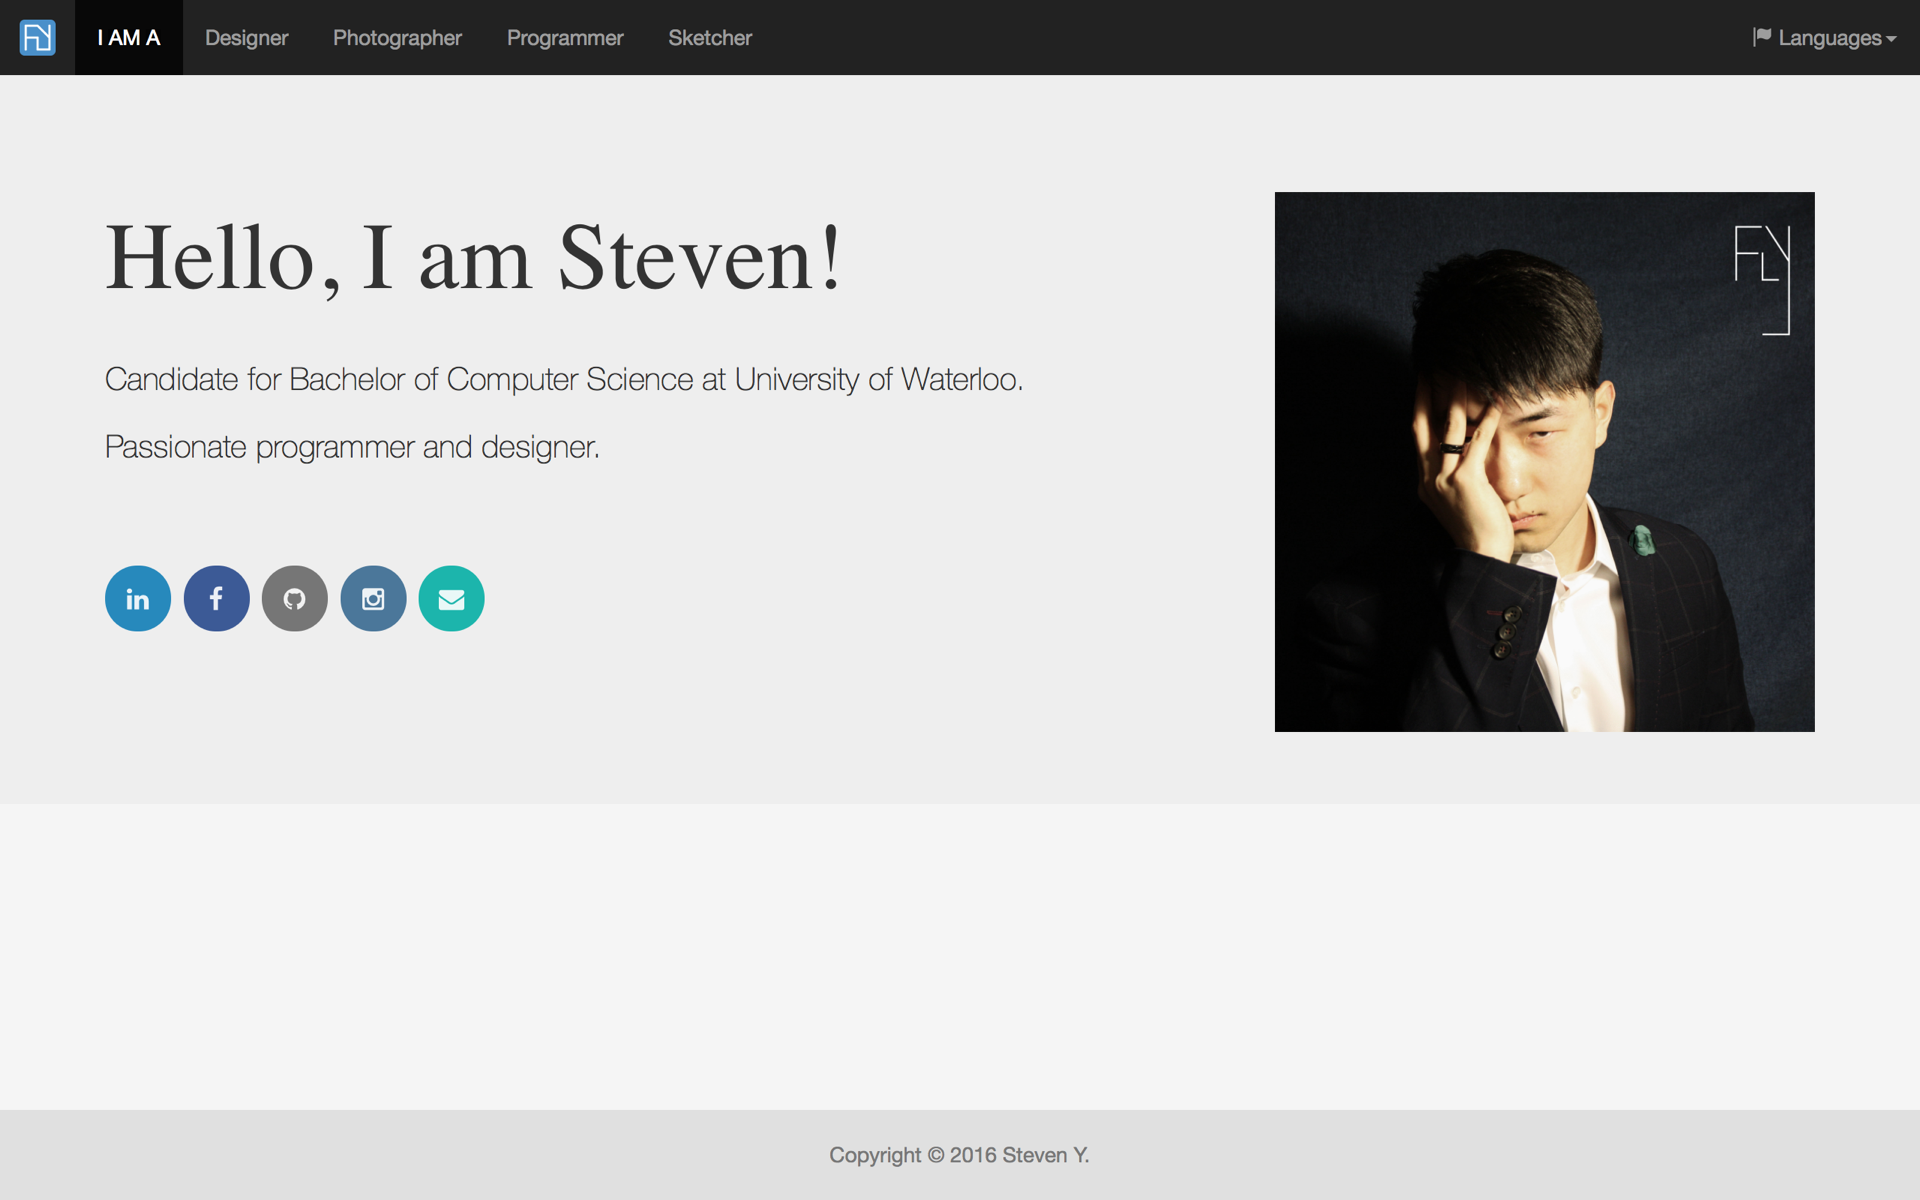 I AM A Designer Photographer Programmer Sketcher Languages
Hello, I am Steven!
FLY
Candidate for Bachelor of Computer Science at University of Waterloo.
Passionate programmer and designer.
in f
Copyright © 2016 Steven Y.